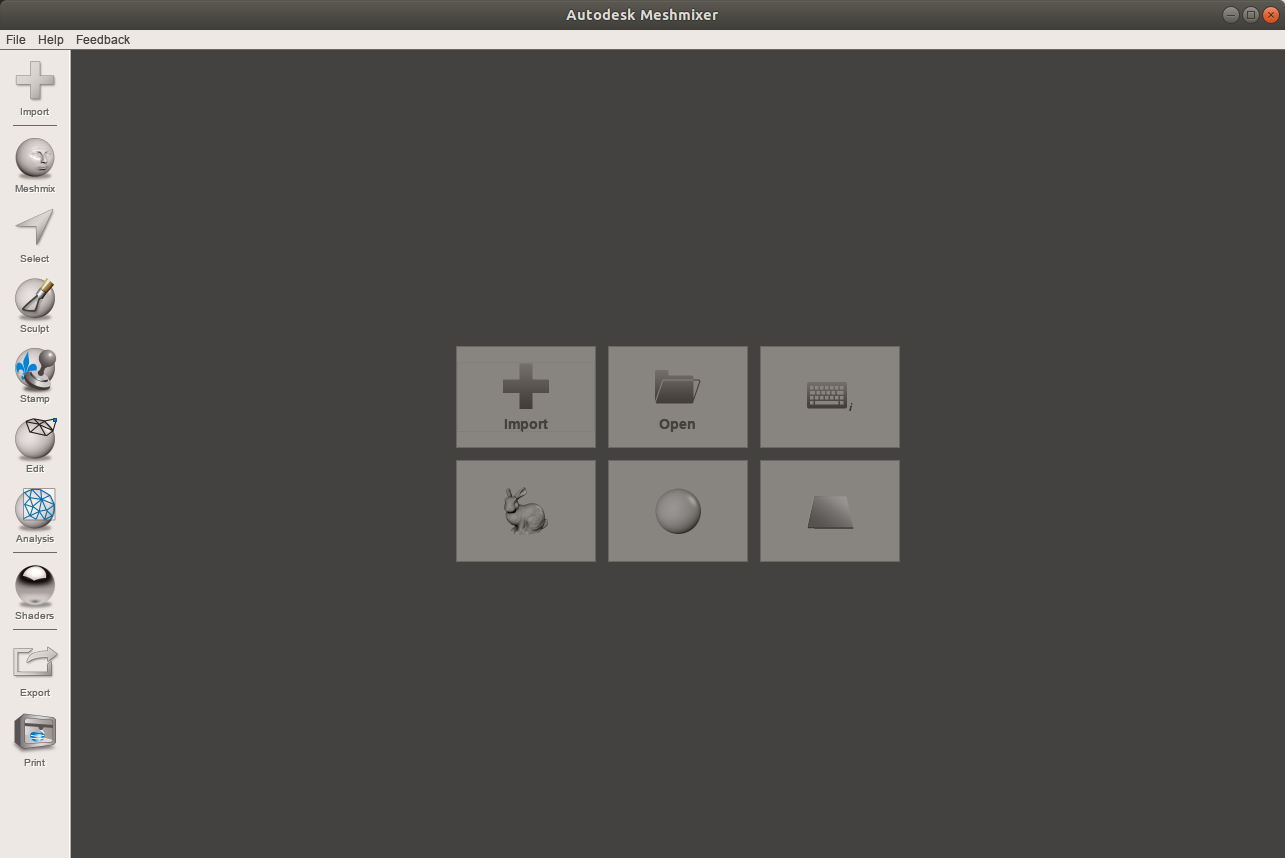 Autodesk Meshmixer
File Help Feedback
Import
Meshmix
Select
Sculpt
Stamp
Edit
Analysis
Shaders
Export
Print
Import
Open
i